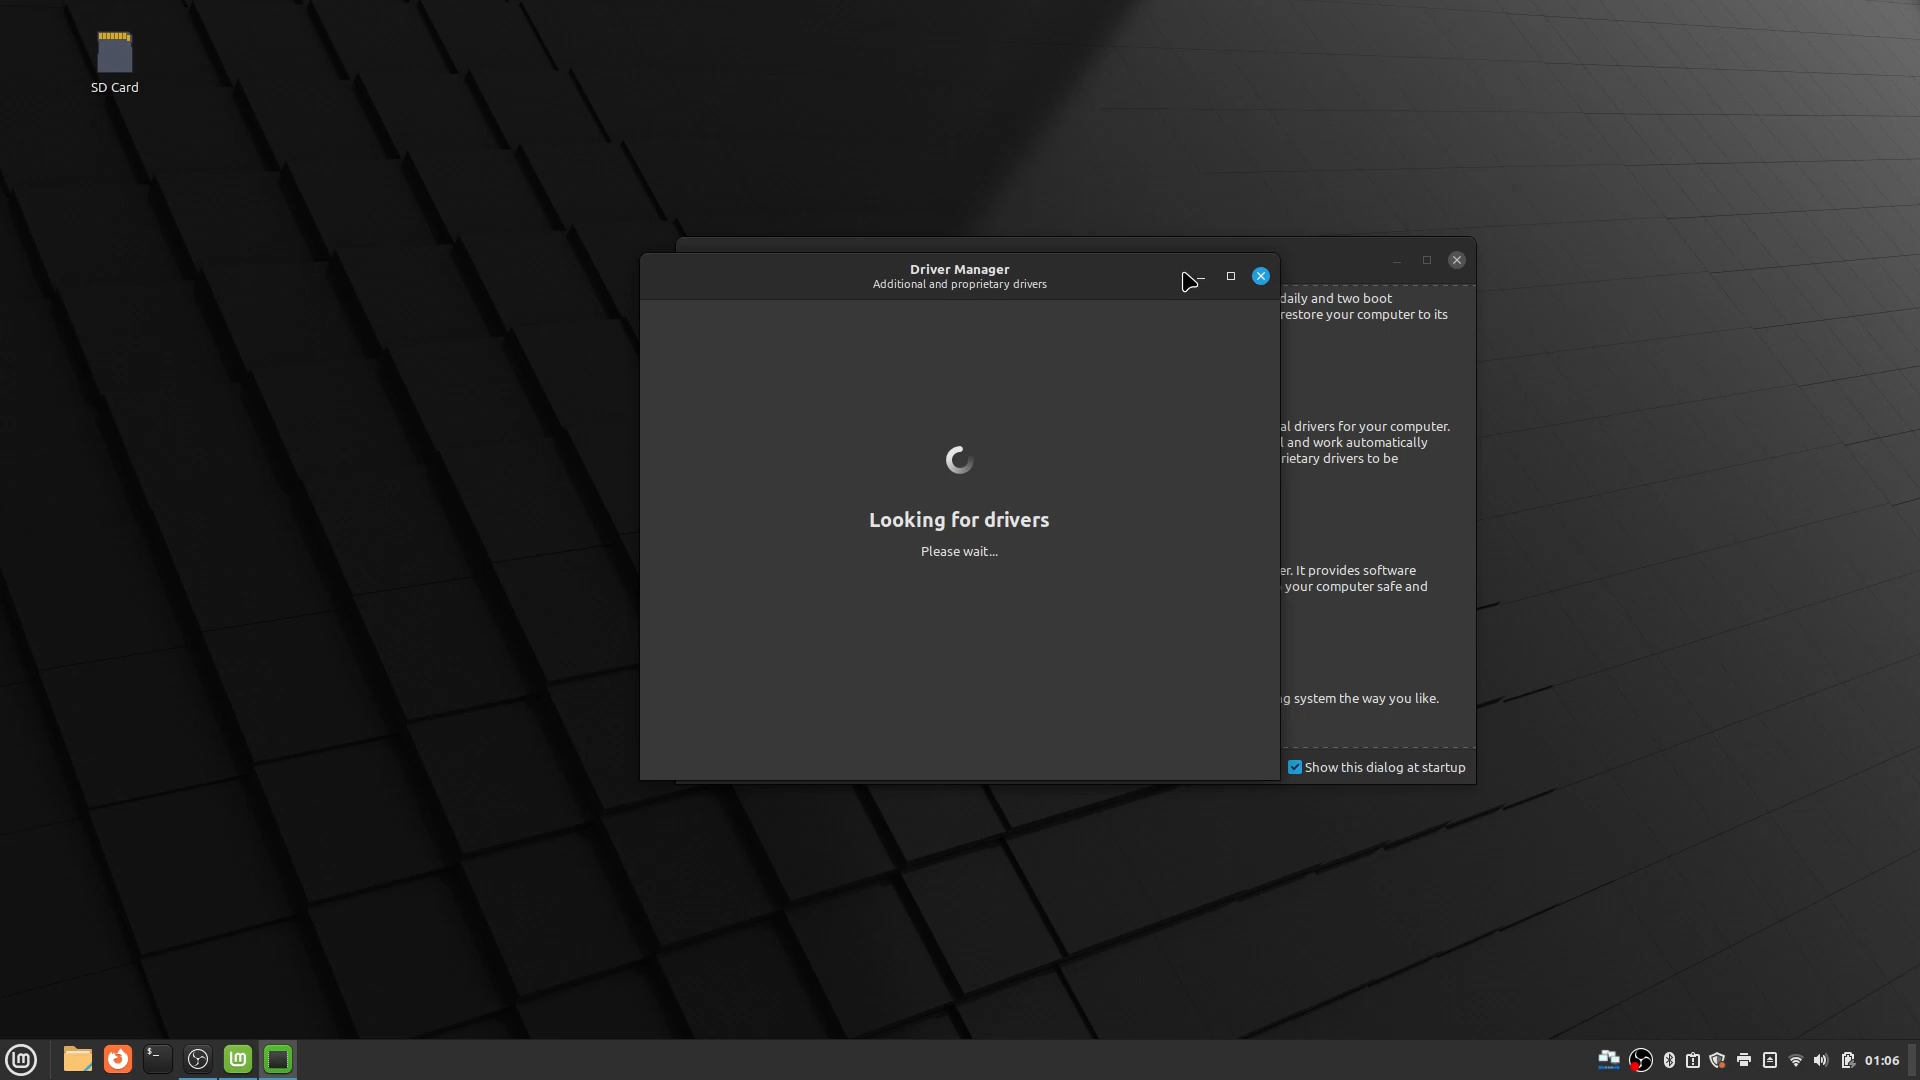 SD Card
Driver Manager
Additional and proprietary drivers
daily and two boot
restore your computer to its
al drivers for your computer.
l and work automatically
rietary drivers to be
Looking for drivers
Please wait...
er. It provides software
your computer safe and
g system the way you like.
Show this dialog at startup
01:06